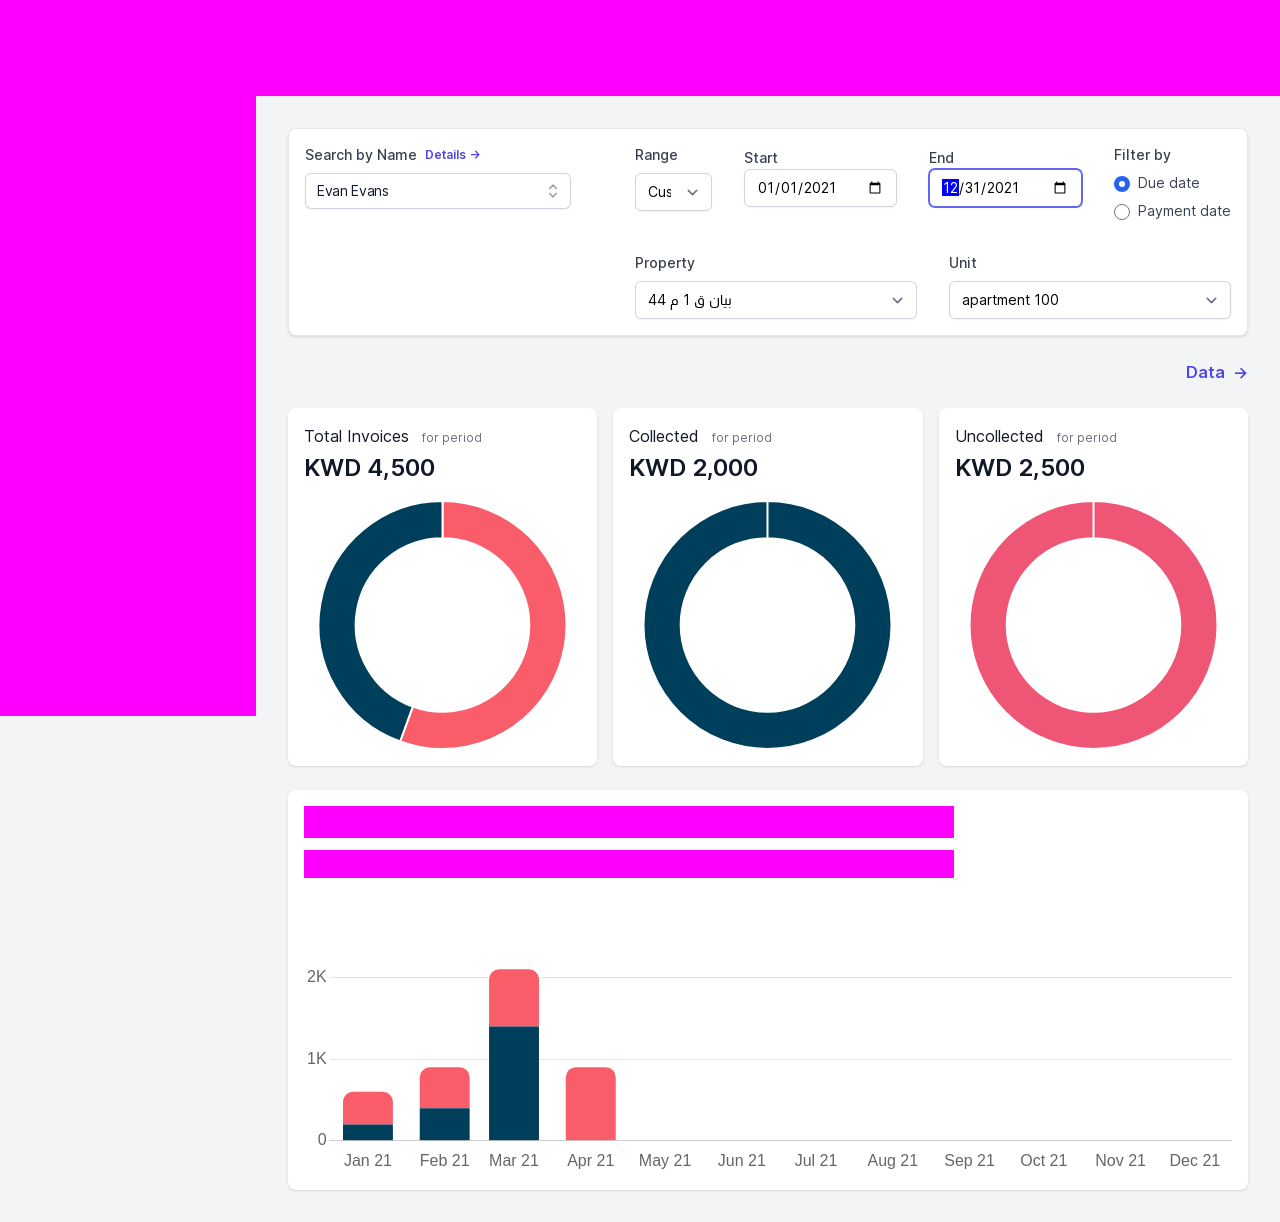 Search by Name Details →
Evan Evans
Range
Cus
Start
01/01/2021
End
12/31/2021
Filter by
Due date
Payment date
Property
بيان ق 1 م 44
Unit
apartment 100
Data →
Total Invoices for period
KWD 4,500
Collected for period
KWD 2,000
Uncollected for period
KWD 2,500
2K
1K
0
Jan 21 Feb 21 Mar 21 Apr 21 May 21 Jun 21 Jul 21 Aug 21 Sep 21 Oct 21 Nov 21 Dec 21